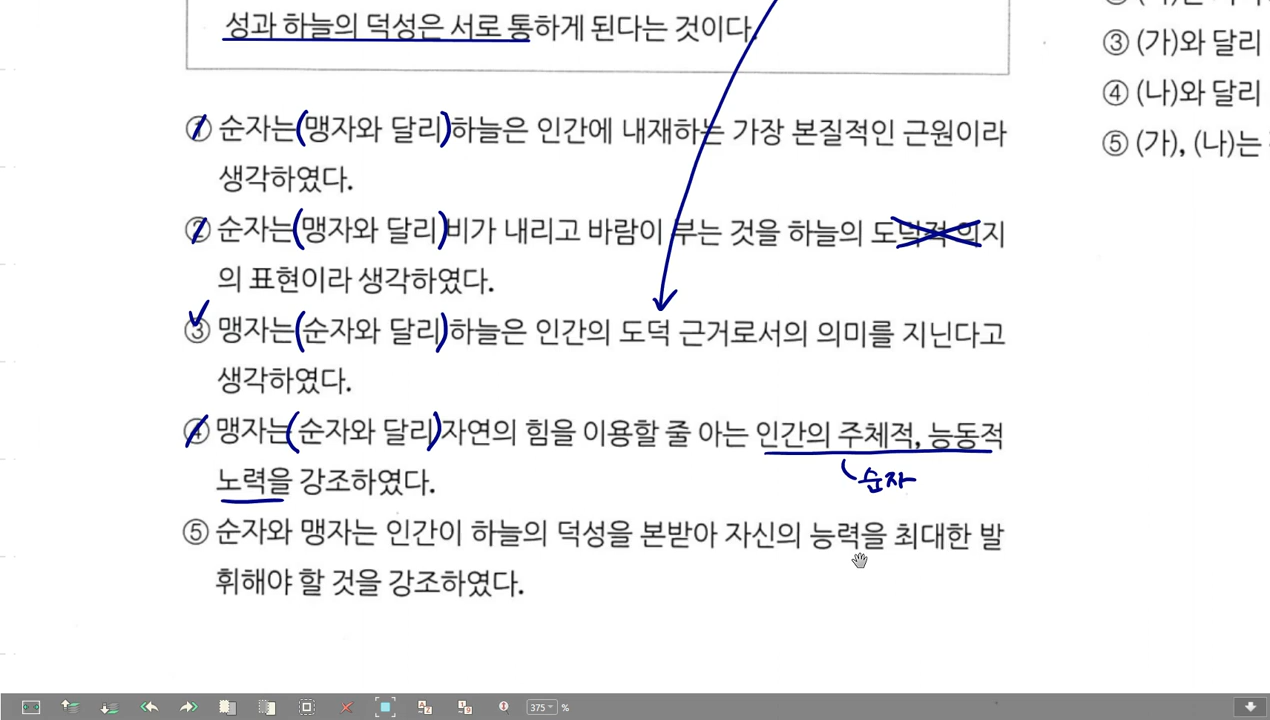 성과 하늘의 덕성은 서로 통하게 된다는 것이다.
① 순자는(맹자와 달리)하늘은 인간에 내재하는 가장 본질적인 근원이라
생각하였다.
② 순자는(맹자와 달리)비가 내리고 바람이 부는 것을 하늘의 도덕적 의지
의 표현이라 생각하였다.
③ 맹자는(순자와 달리)하늘은 인간의 도덕 근거로서의 의미를 지닌다고
생각하였다.
④ 맹자는(순자와 달리)자연의 힘을 이용할 줄 아는 인간의 주체적, 능동적
노력을 강조하였다.
순자
⑤ 순자와 맹자는 인간이 하늘의 덕성을 본받아 자신의 능력을 최대한 발
휘해야 할 것을 강조하였다.
③ (가)와 달리
④ (나)와 달리
⑤ (가), (나)는
375 %